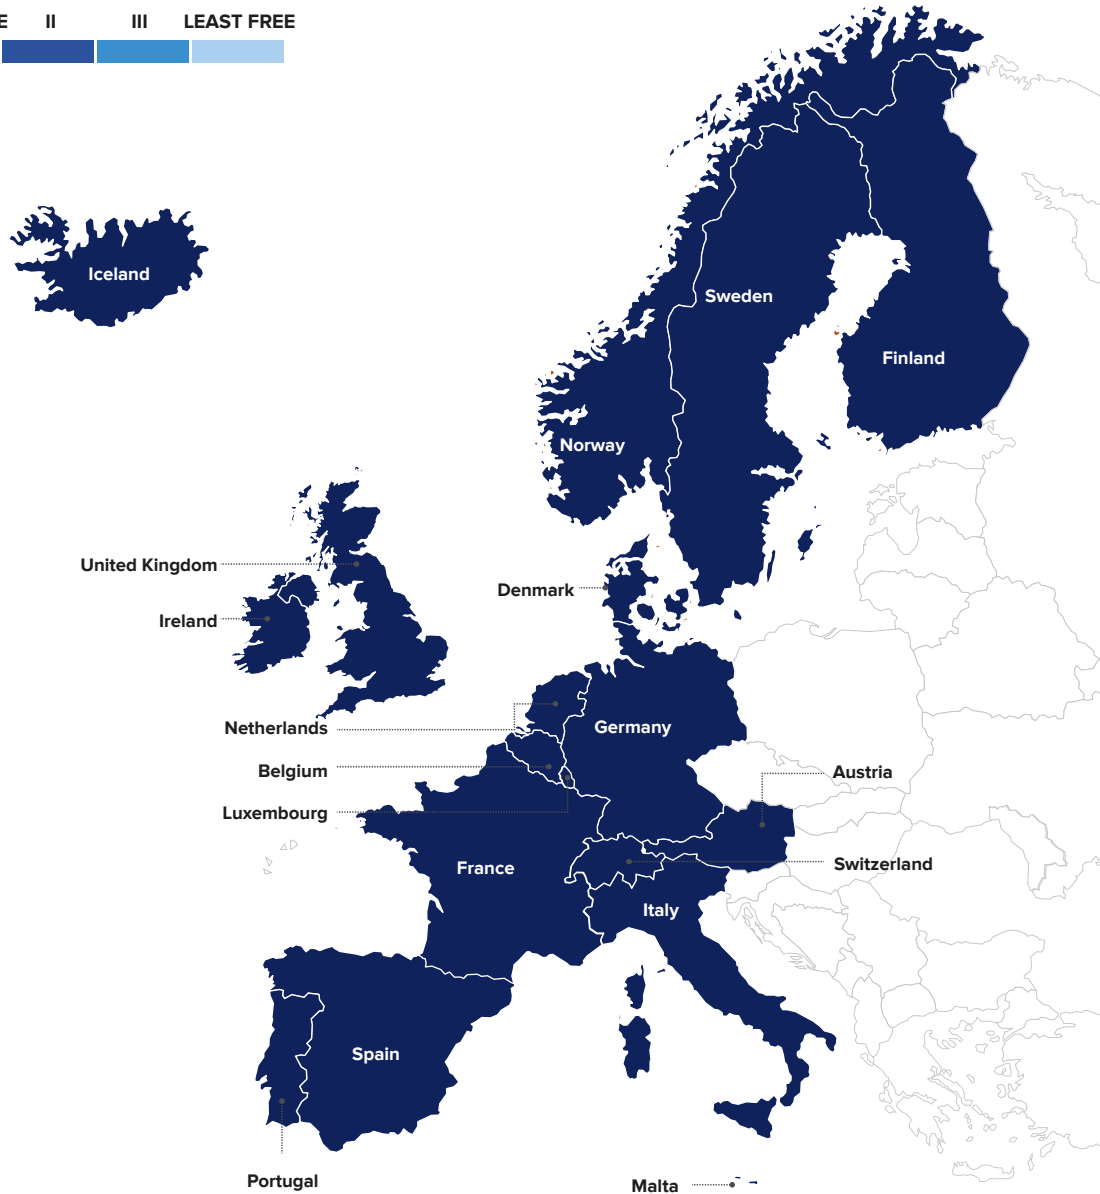 E II III LEAST FREE
Iceland
Sweden
Finland
Norway
United Kingdom
Denmark
Ireland
Netherlands
Germany
Belgium
Austria
Luxembourg
France
Switzerland
Italy
Spain
Portugal
Malta